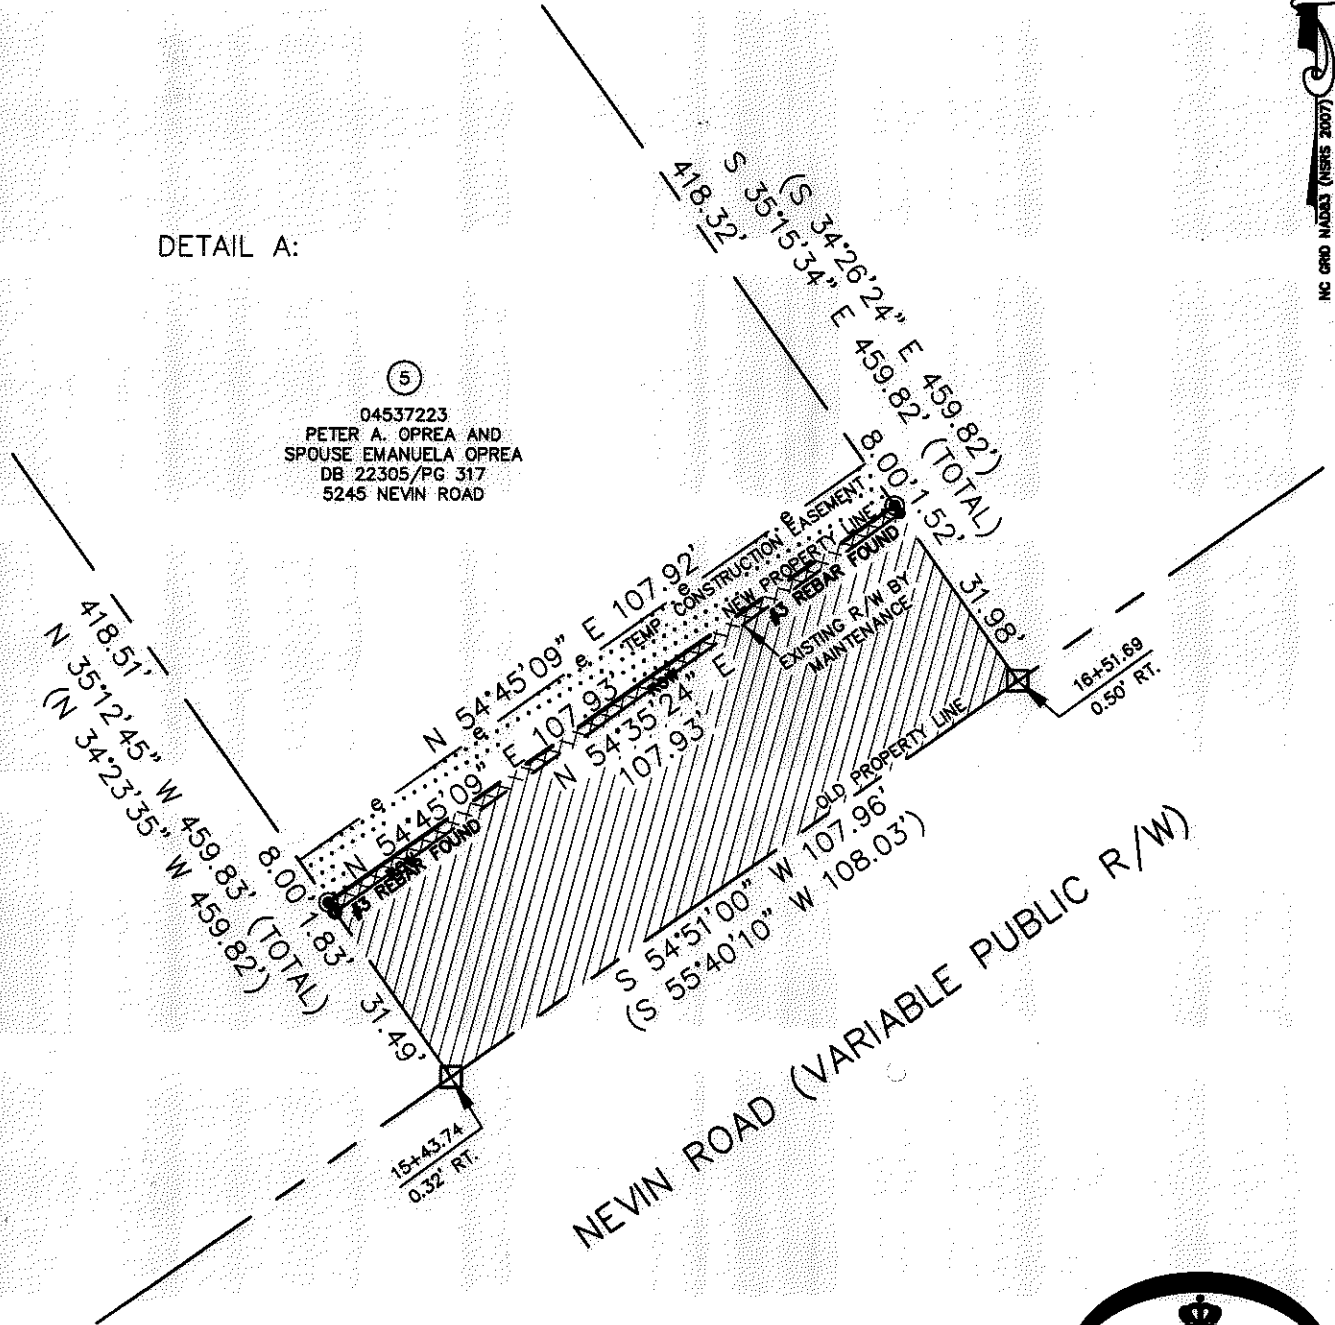 NC GRID NAD83 (NSRS 2007)
DETAIL A:
5
04537223
PETER A. OPREA AND
SPOUSE EMANUELA OPREA
DB 22305/PG 317
5245 NEVIN ROAD
418.32'
(S 34°26'24" E 459.82')
S 35°15'34" E 459.82' (TOTAL)
8.00'
1.52'
31.98'
418.51'
N 35°12'45" W 459.83' (TOTAL)
(N 34°23'35" W 459.82')
8.00'
1.83'
31.49'
N 54°45'09" E 107.92'
e e e e e
TEMP CONSTRUCTION EASEMENT
NEW PROPERTY LINE
N 54°45'09" E 107.93'
#3 REBAR FOUND
#3 REBAR FOUND
N 54°35'24" E
107.93'
EXISTING R/W BY
MAINTENANCE
OLD PROPERTY LINE
S 54°51'00" W 107.96'
(S 55°40'10" W 108.03')
16+51.69
0.50' RT.
15+43.74
0.32' RT.
NEVIN ROAD (VARIABLE PUBLIC R/W)